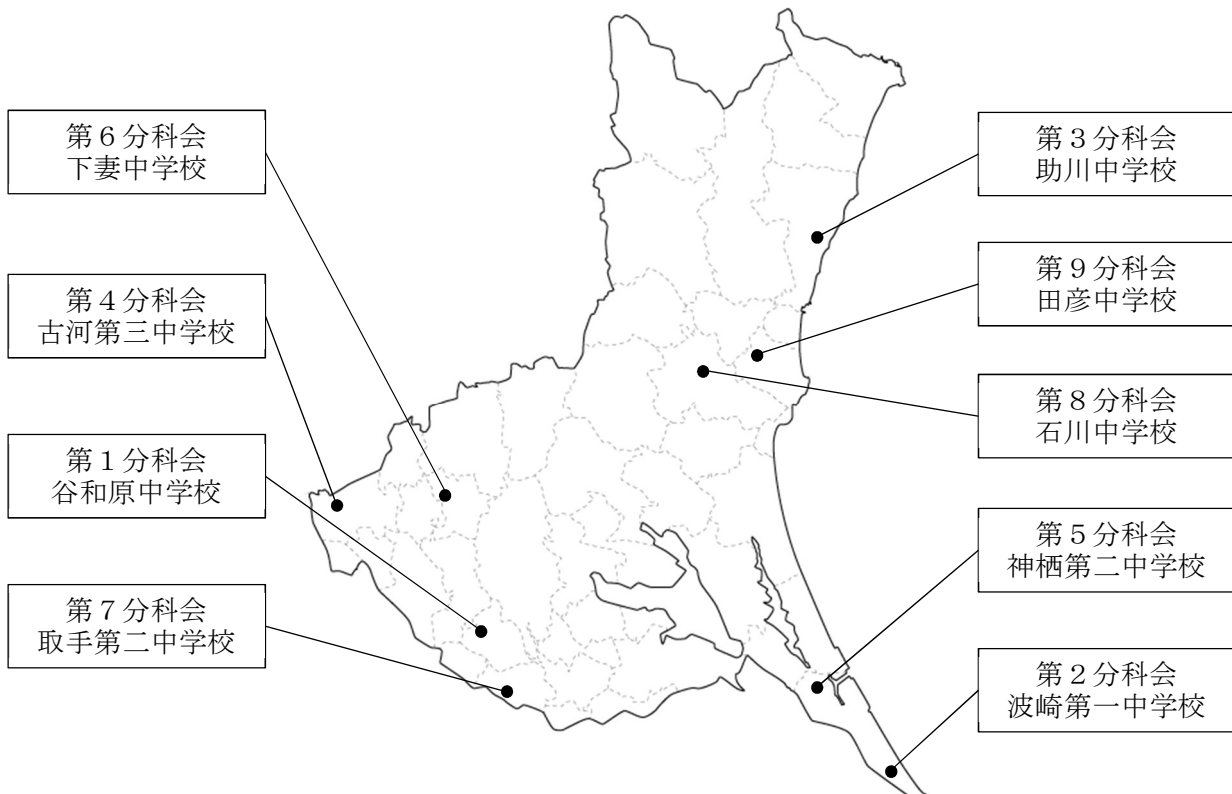 第６分科会
下妻中学校
第４分科会
古河第三中学校
第１分科会
谷和原中学校
第７分科会
取手第二中学校
第３分科会
助川中学校
第９分科会
田彦中学校
第８分科会
石川中学校
第５分科会
神栖第二中学校
第２分科会
波崎第一中学校